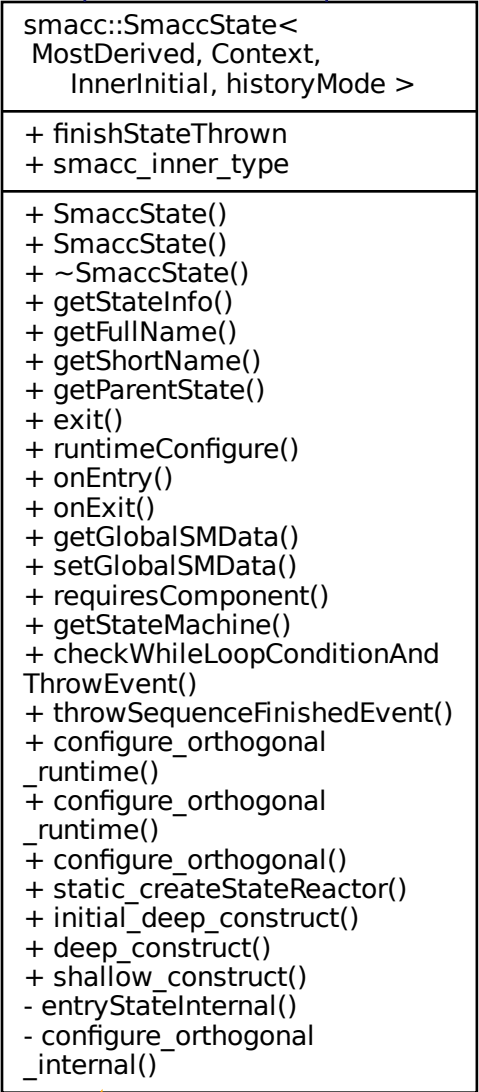 smacc::SmaccState<
MostDerived, Context,
InnerInitial, historyMode >
+ finishStateThrown
+ smacc_inner_type
+ SmaccState()
+ SmaccState()
+ ~SmaccState()
+ getStateInfo()
+ getFullName()
+ getShortName()
+ getParentState()
+ exit()
+ runtimeConfigure()
+ onEntry()
+ onExit()
+ getGlobalSMData()
+ setGlobalSMData()
+ requiresComponent()
+ getStateMachine()
+ checkWhileLoopConditionAnd
ThrowEvent()
+ throwSequenceFinishedEvent()
+ configure_orthogonal
_runtime()
+ configure_orthogonal
_runtime()
+ configure_orthogonal()
+ static_createStateReactor()
+ initial_deep_construct()
+ deep_construct()
+ shallow_construct()
- entryStateInternal()
- configure_orthogonal
_internal()